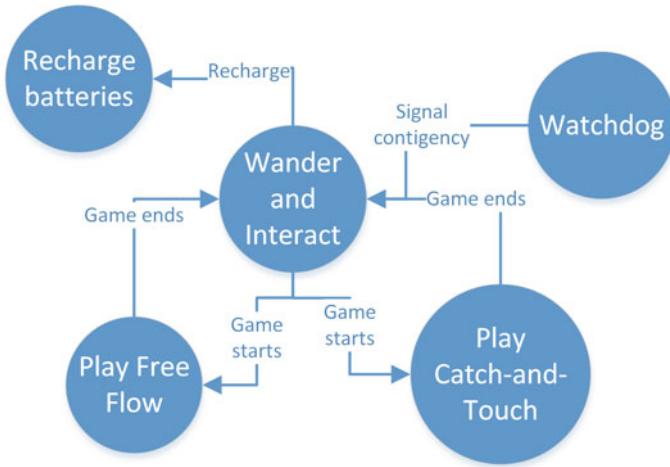 Recharge
batteries
Recharge
Signal
contigency
Watchdog
Wander
and
Interact
Game ends
Game ends
Game
starts
Game
starts
Play Free
Flow
Play
Catch-and-
Touch